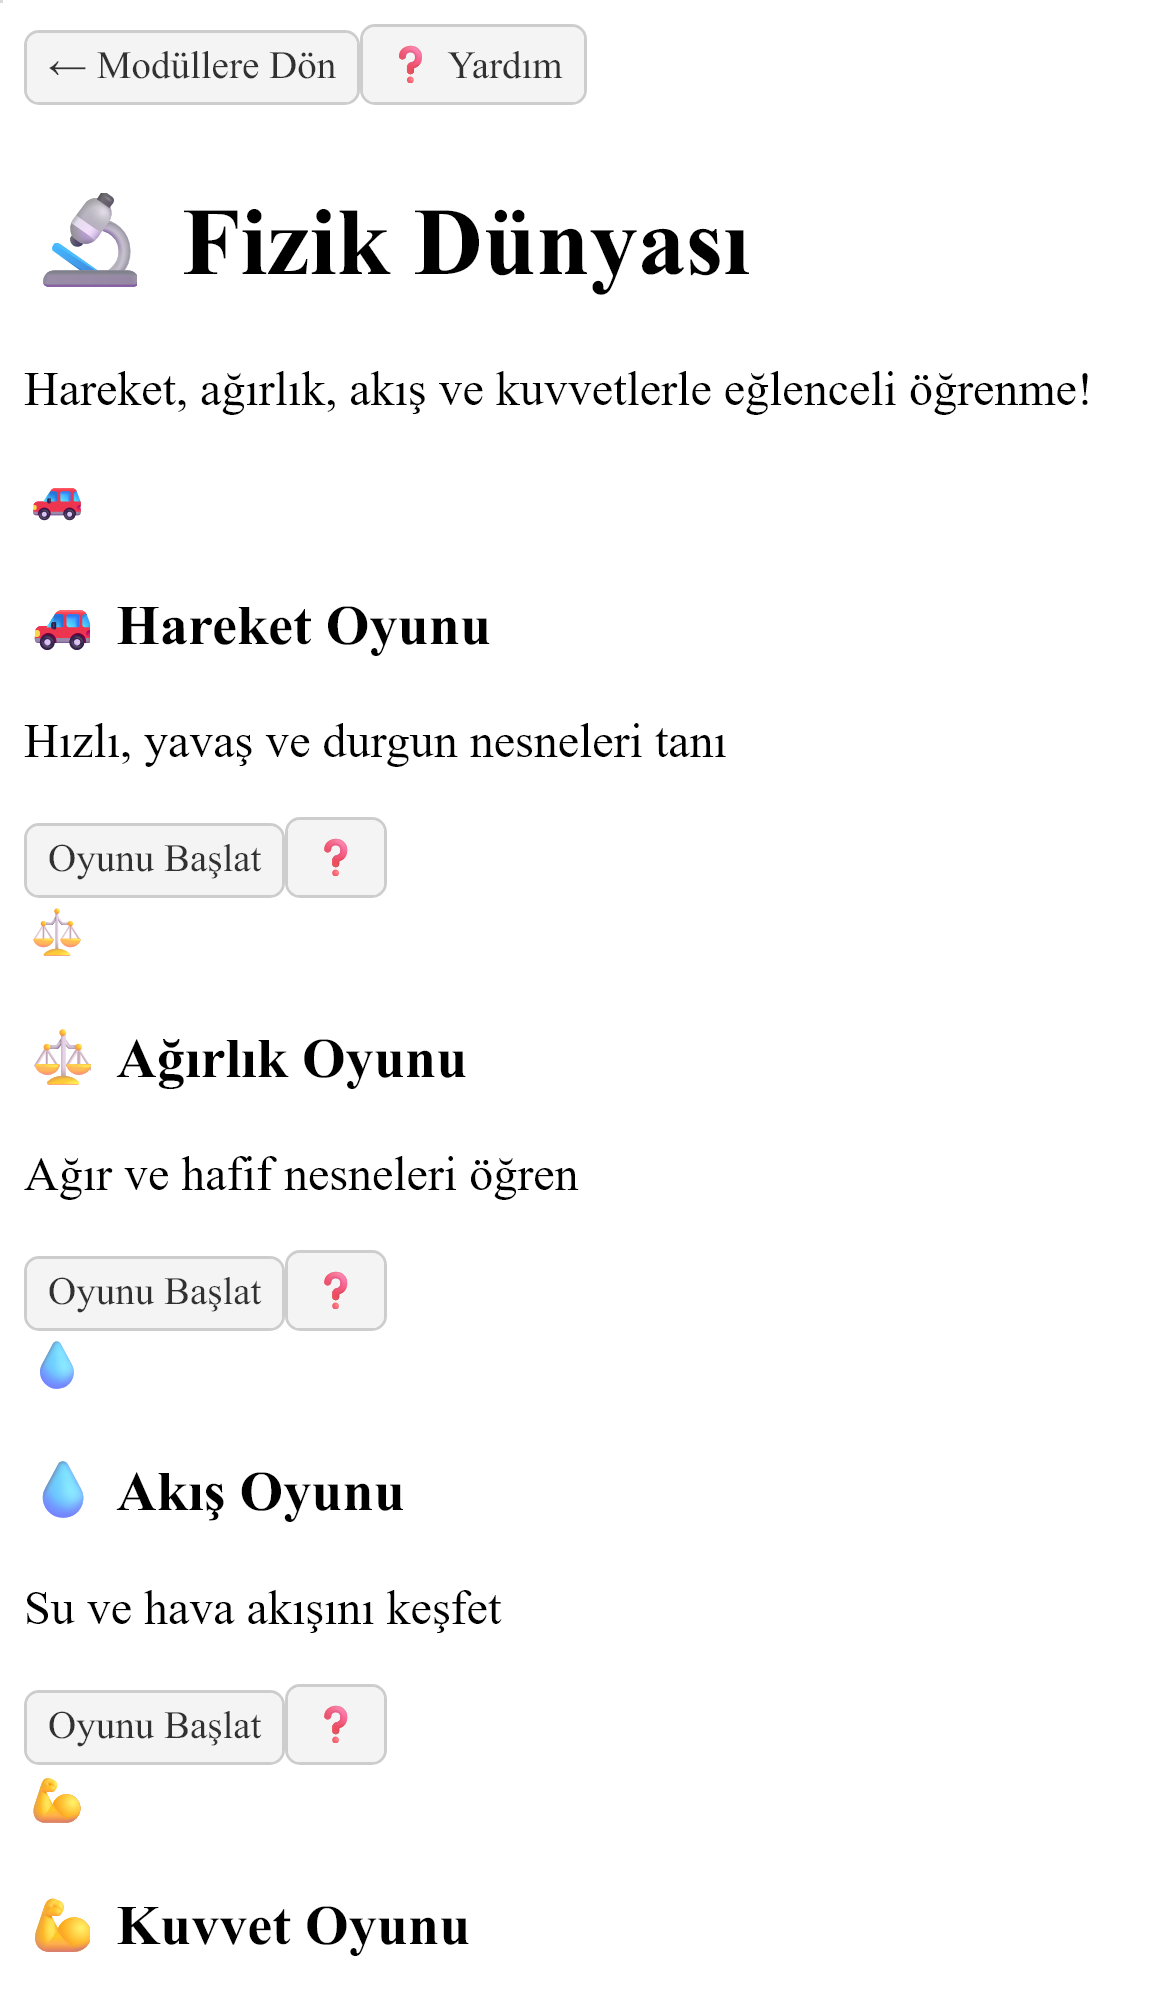 ← Modüllere Dön ❓ Yardım
🔬 Fizik Dünyası
Hareket, ağırlık, akış ve kuvvetlerle eğlenceli öğrenme!
🚗
🚗 Hareket Oyunu
Hızlı, yavaş ve durgun nesneleri tanı
Oyunu Başlat ❓
⚖️
⚖️ Ağırlık Oyunu
Ağır ve hafif nesneleri öğren
Oyunu Başlat ❓
💧
💧 Akış Oyunu
Su ve hava akışını keşfet
Oyunu Başlat ❓
💪
💪 Kuvvet Oyunu